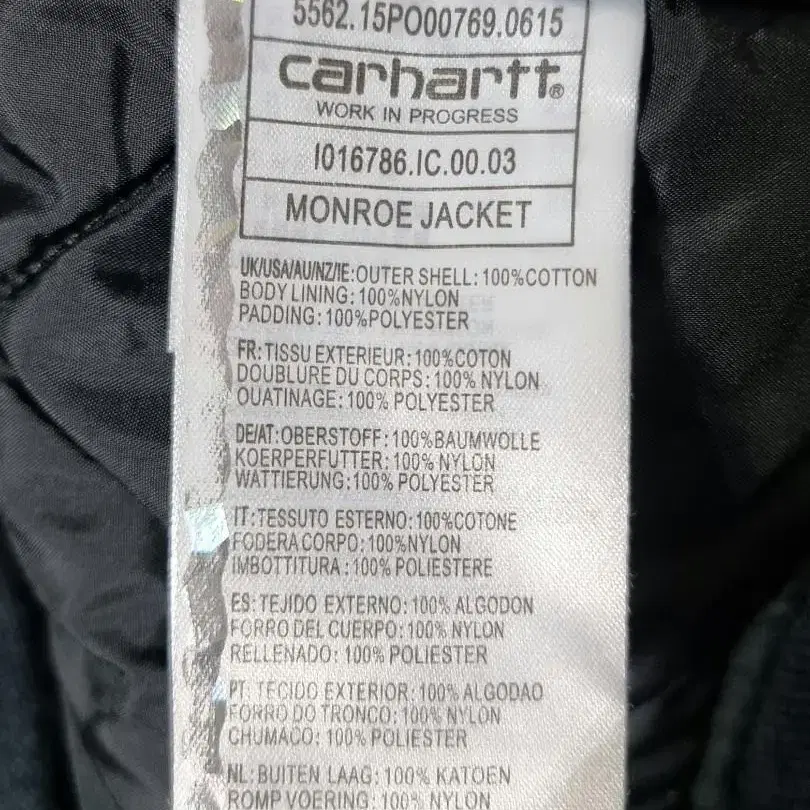 5562.15PO00769.0615
carhartt®
WORK IN PROGRESS
I016786.IC.00.03
MONROE JACKET
UK/USA/AU/NZ/IE:OUTER SHELL: 100%COTTON
BODY LINING: 100%NYLON
PADDING: 100%POLYESTER
FR: TISSU EXTERIEUR: 100%COTON
DOUBLURE DU CORPS: 100% NYLON
OUATINAGE: 100% POLYESTER
DE/AT: OBERSTOFF: 100%BAUMWOLLE
KOERPERFUTTER: 100% NYLON
WATTIERUNG: 100% POLYESTER
IT: TESSUTO ESTERNO: 100%COTONE
FODERA CORPO: 100%NYLON
IMBOTTITURA: 100% POLIESTERE
ES: TEJIDO EXTERNO: 100% ALGODON
FORRO DEL CUERPO: 100% NYLON
RELLENADO: 100% POLIESTER
PT: TECIDO EXTERIOR: 100% ALGODAO
FORRO DO TRONCO: 100% NYLON
CHUMACO: 100% POLIESTER
NL: BUITEN LAAG: 100% KATOEN
ROMP VOERING: 100% NYLON